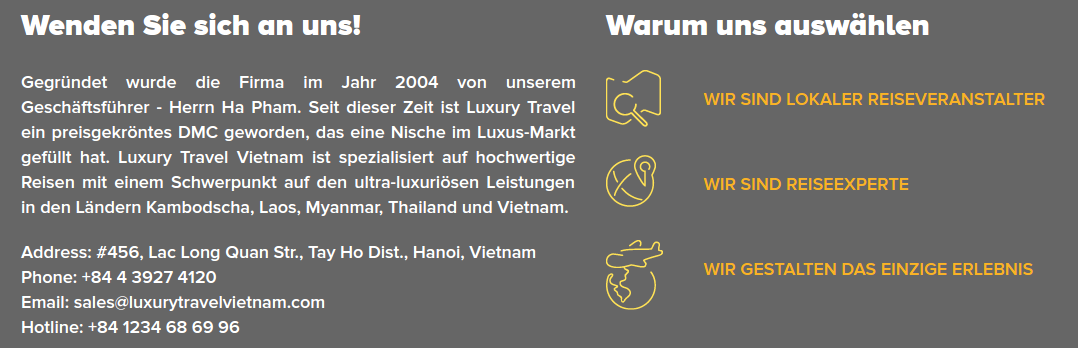 Wenden Sie sich an uns!
Gegründet wurde die Firma im Jahr 2004 von unserem
Geschäftsführer - Herrn Ha Pham. Seit dieser Zeit ist Luxury Travel
ein preisgekröntes DMC geworden, das eine Nische im Luxus-Markt
gefüllt hat. Luxury Travel Vietnam ist spezialisiert auf hochwertige
Reisen mit einem Schwerpunkt auf den ultra-luxuriösen Leistungen
in den Ländern Kambodscha, Laos, Myanmar, Thailand und Vietnam.
Address: #456, Lac Long Quan Str., Tay Ho Dist., Hanoi, Vietnam
Phone: +84 4 3927 4120
Email: sales@luxurytravelvietnam.com
Hotline: +84 1234 68 69 96
Warum uns auswählen
WIR SIND LOKALER REISEVERANSTALTER
WIR SIND REISEEXPERTE
WIR GESTALTEN DAS EINZIGE ERLEBNIS